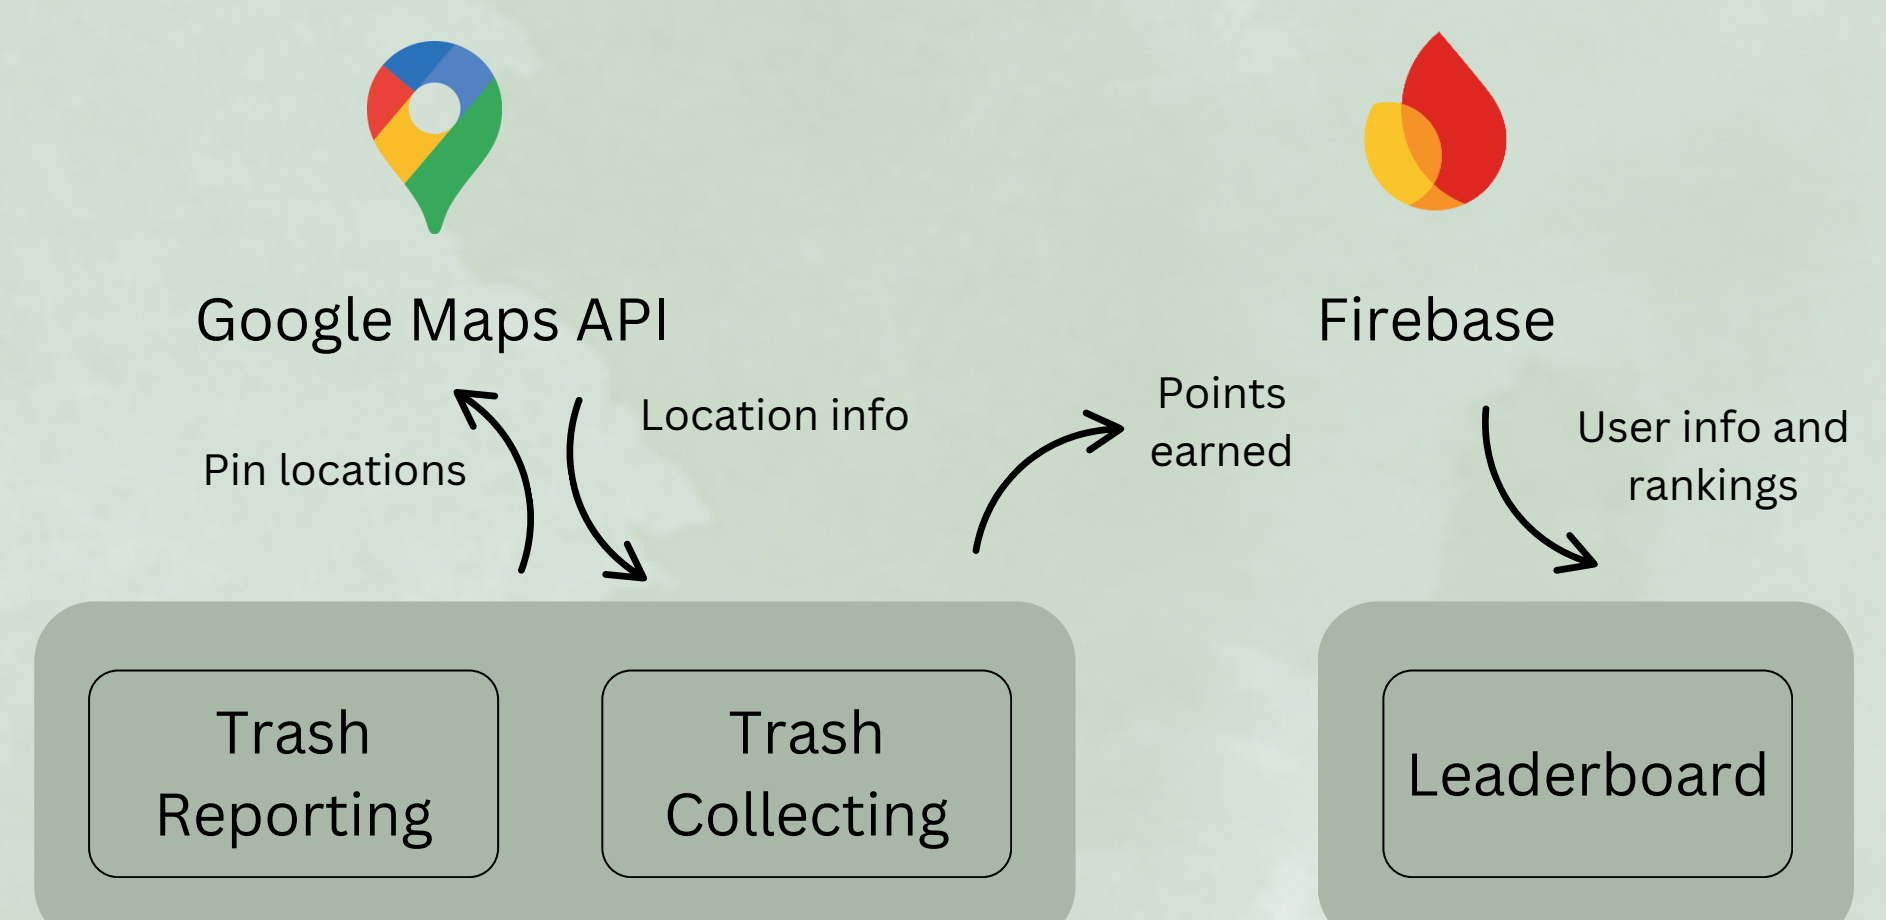 Google Maps API
Firebase
Pin locations
Location info
Points
earned
User info and
rankings
Trash
Reporting
Trash
Collecting
Leaderboard